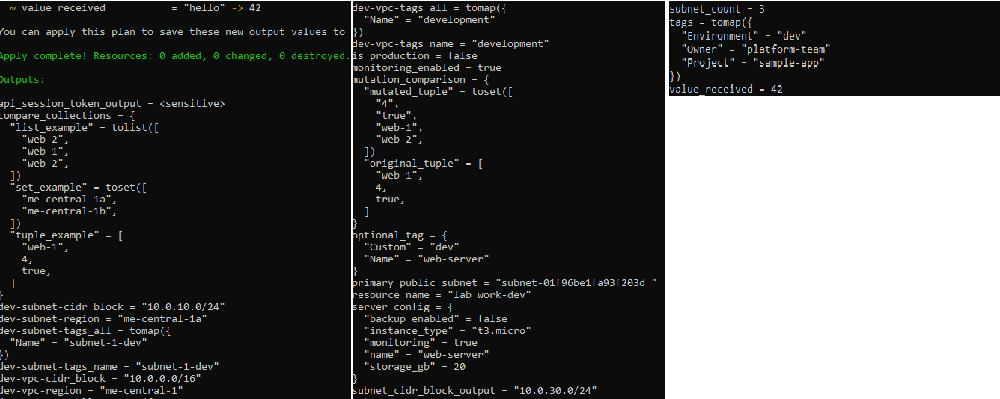 ~ value_received           = "hello" -> 42
You can apply this plan to save these new output values to
Apply complete! Resources: 0 added, 0 changed, 0 destroyed.
Outputs:
api_session_token_output = <sensitive>
compare_collections = {
  "list_example" = tolist([
    "web-2",
    "web-1",
    "web-2",
  ])
  "set_example" = toset([
    "me-central-1a",
    "me-central-1b",
  ])
  "tuple_example" = [
    "web-1",
    4,
    true,
  ]
}
dev-subnet-cidr_block = "10.0.10.0/24"
dev-subnet-region = "me-central-1a"
dev-subnet-tags_all = tomap({
  "Name" = "subnet-1-dev"
})
dev-subnet-tags_name = "subnet-1-dev"
dev-vpc-cidr_block = "10.0.0.0/16"
dev-vpc-region = "me-central-1"
dev-vpc-tags_all = tomap({
  "Name" = "development"
})
dev-vpc-tags_name = "development"
is_production = false
monitoring_enabled = true
mutation_comparison = {
  "mutated_tuple" = toset([
    "4",
    "true",
    "web-1",
    "web-2",
  ])
  "original_tuple" = [
    "web-1",
    4,
    true,
  ]
}
optional_tag = {
  "Custom" = "dev"
  "Name" = "web-server"
}
primary_public_subnet = "subnet-01f96be1fa93f203d "
resource_name = "lab_work-dev"
server_config = {
  "backup_enabled" = false
  "instance_type" = "t3.micro"
  "monitoring" = true
  "name" = "web-server"
  "storage_gb" = 20
}
subnet_cidr_block_output = "10.0.30.0/24"
subnet_count = 3
tags = tomap({
  "Environment" = "dev"
  "Owner" = "platform-team"
  "Project" = "sample-app"
})
value_received = 42